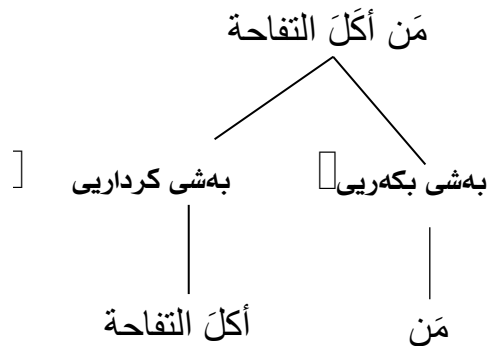 مَن أكَلَ التفاحة
بەشی بکەریی بەشی کرداریی
مَن أكلَ التفاحة